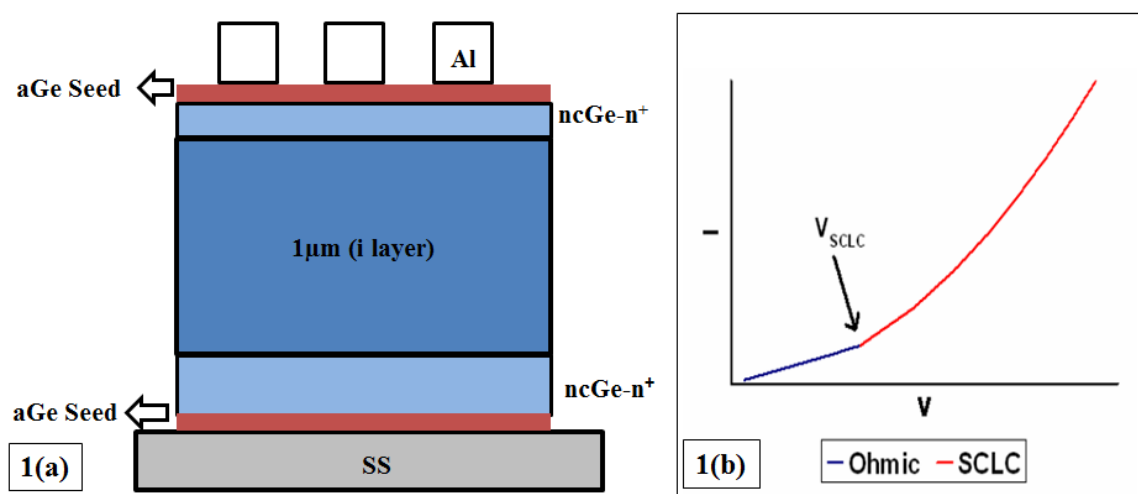 Al
aGe Seed
ncGe-n⁺
1µm (i layer)
ncGe-n⁺
aGe Seed
SS
1(a)
I
V_SCLC
V
Ohmic SCLC
1(b)